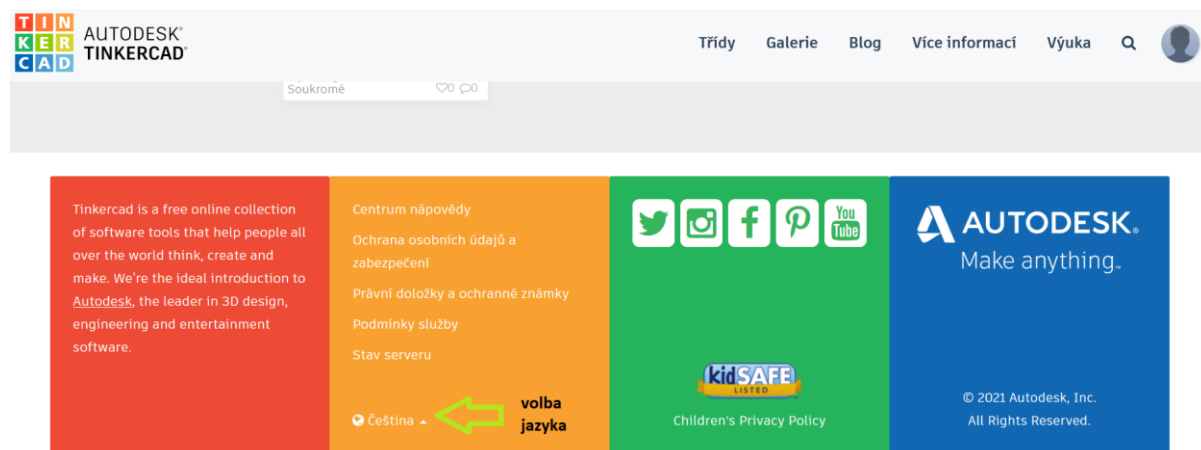 TIN
KER
CAD
AUTODESK®
TINKERCAD®
Třídy Galerie Blog Více informací Výuka
Soukromé 0 0
Tinkercad is a free online collection
of software tools that help people all
over the world think, create and
make. We're the ideal introduction to
Autodesk, the leader in 3D design,
engineering and entertainment
software.
Centrum nápovědy
Ochrana osobních údajů a
zabezpečení
Právní doložky a ochranné známky
Podmínky služby
Stav serveru
Čeština
volba
jazyka
You
Tube
kidSAFE
LISTED
Children's Privacy Policy
AUTODESK®
Make anything™
© 2021 Autodesk, Inc.
All Rights Reserved.